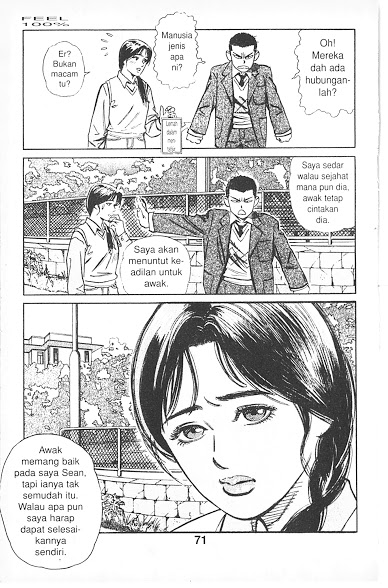 FEEL
100%
Oh!
Mereka
dah ada
hubungan-
lah?
Manusia
jenis
apa
ni?
Er?
Bukan
macam
tu?
Saya sedar
walau sejahat
mana pun dia,
awak tetap
cintakan
dia.
Saya akan
menuntut ke-
adilan untuk
awak.
Awak
memang baik
pada saya Sean,
tapi ianya tak
semudah itu.
Walau apa pun
saya harap
dapat selesai-
kannya
sendiri.
71